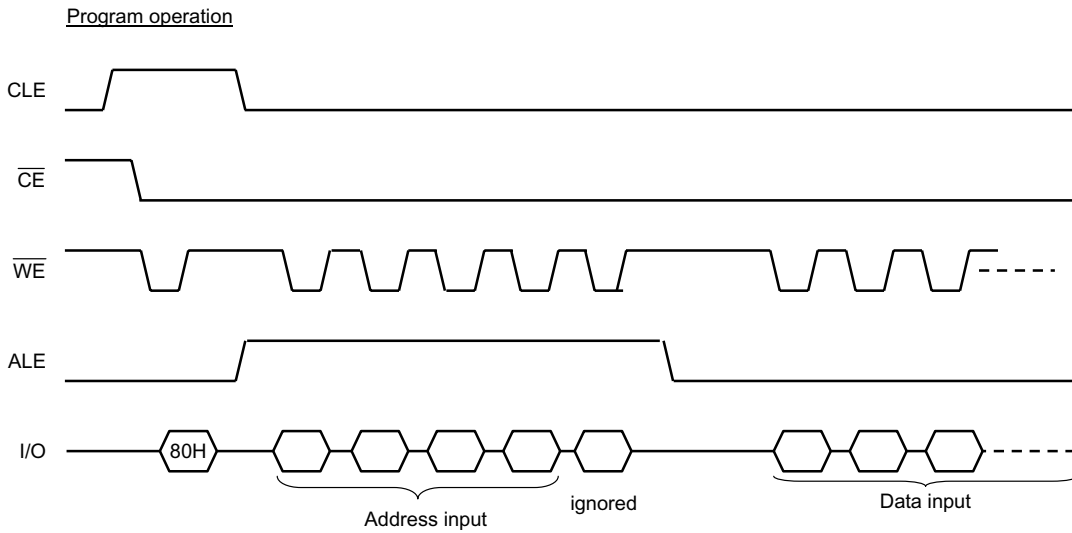 Program operation
CLE
CE
WE
ALE
I/O
80H
Address input
ignored
Data input